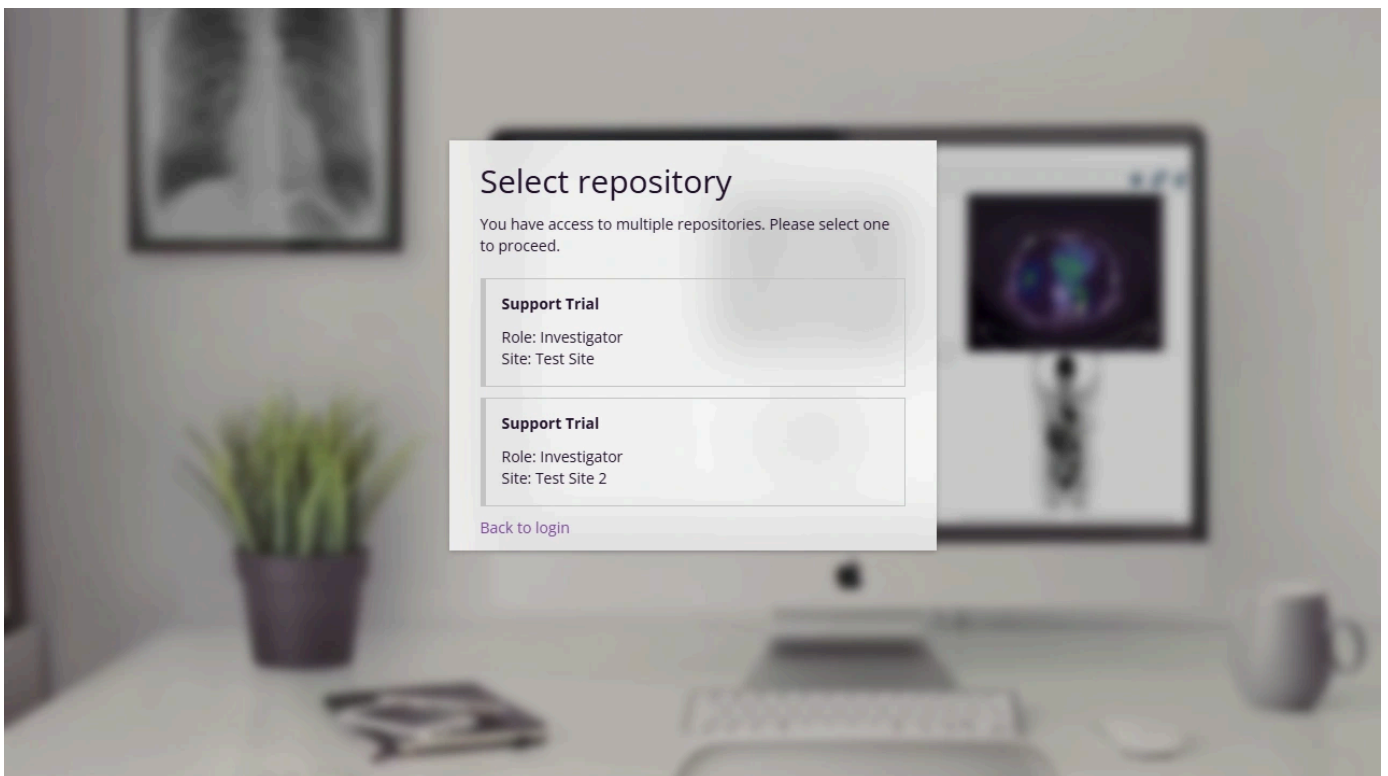 Select repository
You have access to multiple repositories. Please select one
to proceed.
Support Trial
Role: Investigator
Site: Test Site
Support Trial
Role: Investigator
Site: Test Site 2
Back to login